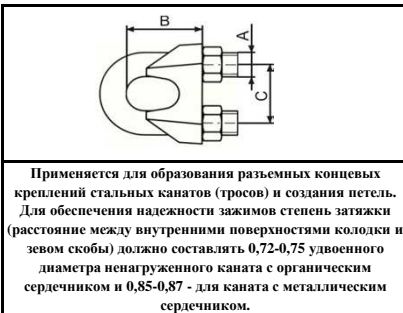 B
A
C
Применяется для образования разъемных концевых
креплений стальных канатов (тросов) и создания петель.
Для обеспечения надежности зажимов степень затяжки
(расстояние между внутренними поверхностями колодки и
зевом скобы) должно составлять 0,72-0,75 удвоенного
диаметра ненагруженного каната с органическим
сердечником и 0,85-0,87 - для каната с металлическим
сердечником.